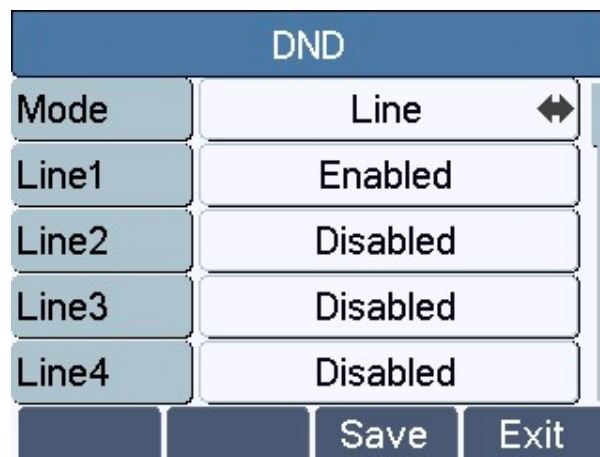 DND
Mode Line
Line1 Enabled
Line2 Disabled
Line3 Disabled
Line4 Disabled
Save Exit